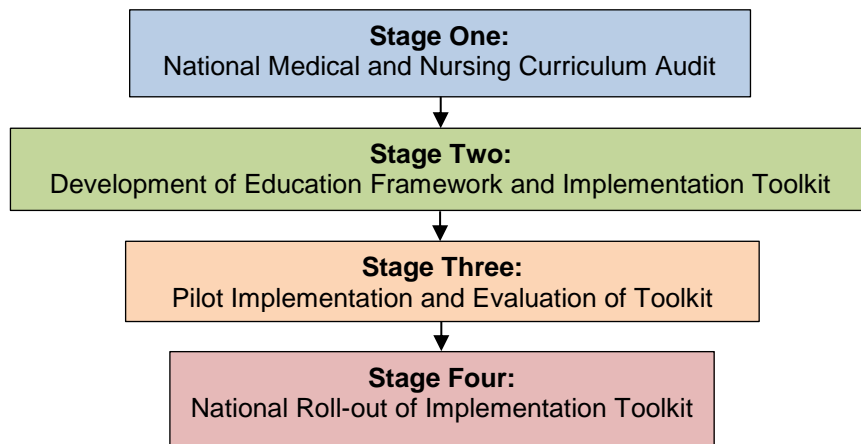 Stage One:
National Medical and Nursing Curriculum Audit
Stage Two:
Development of Education Framework and Implementation Toolkit
Stage Three:
Pilot Implementation and Evaluation of Toolkit
Stage Four:
National Roll-out of Implementation Toolkit